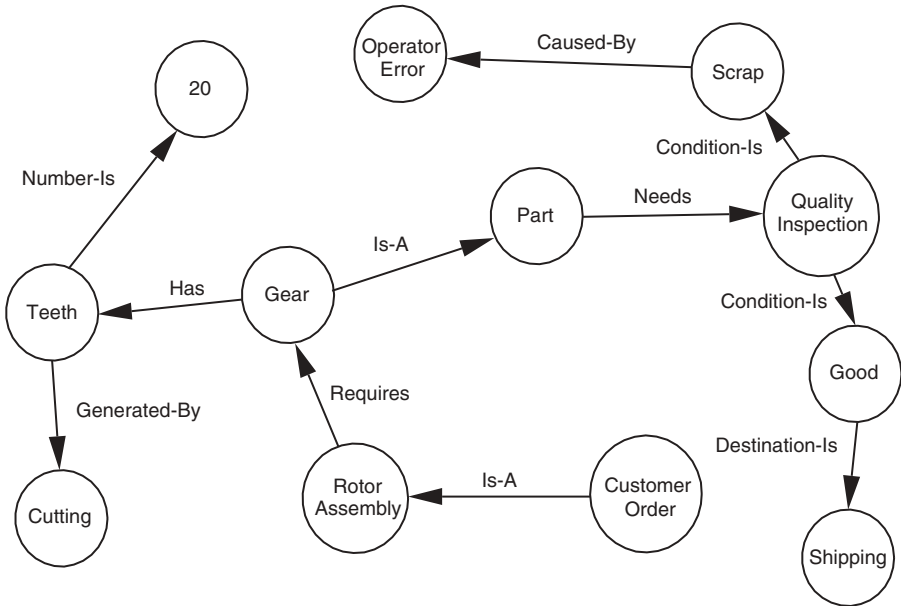 Operator
Error
Caused-By
Scrap
20
Condition-Is
Number-Is
Part
Needs
Quality
Inspection
Is-A
Gear
Has
Teeth
Condition-Is
Good
Requires
Generated-By
Destination-Is
Rotor
Assembly
Is-A
Customer
Order
Cutting
Shipping